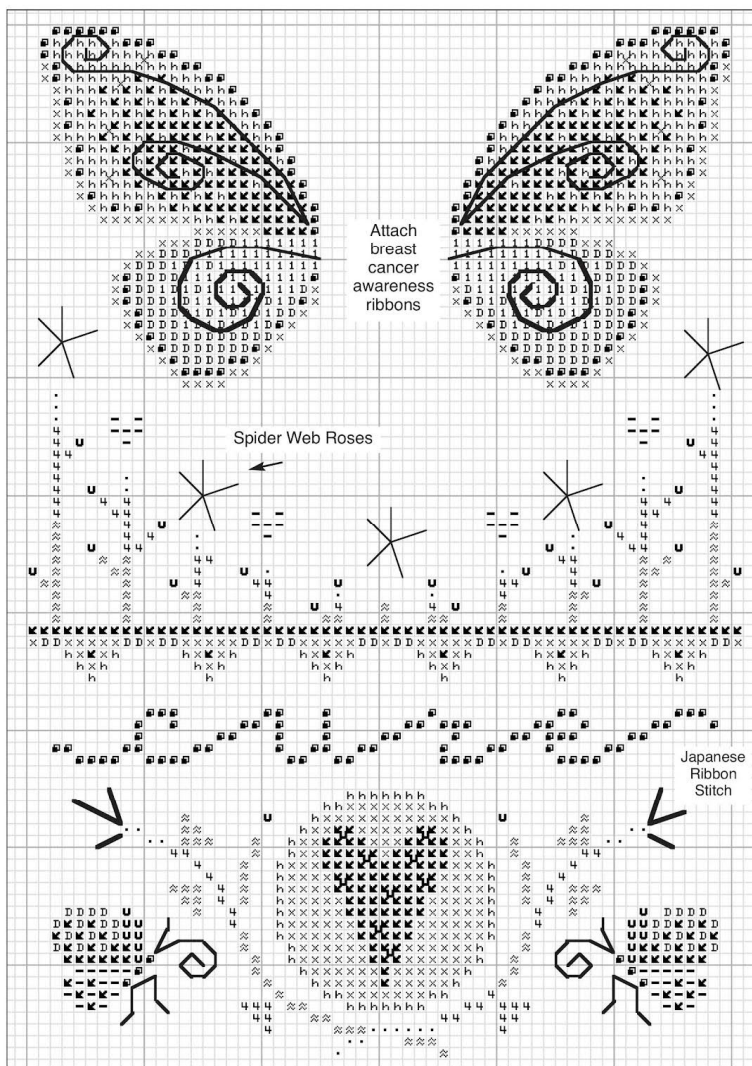 Attach
breast
cancer
awareness
ribbons
Spider Web Roses
Japanese
Ribbon
Stitch